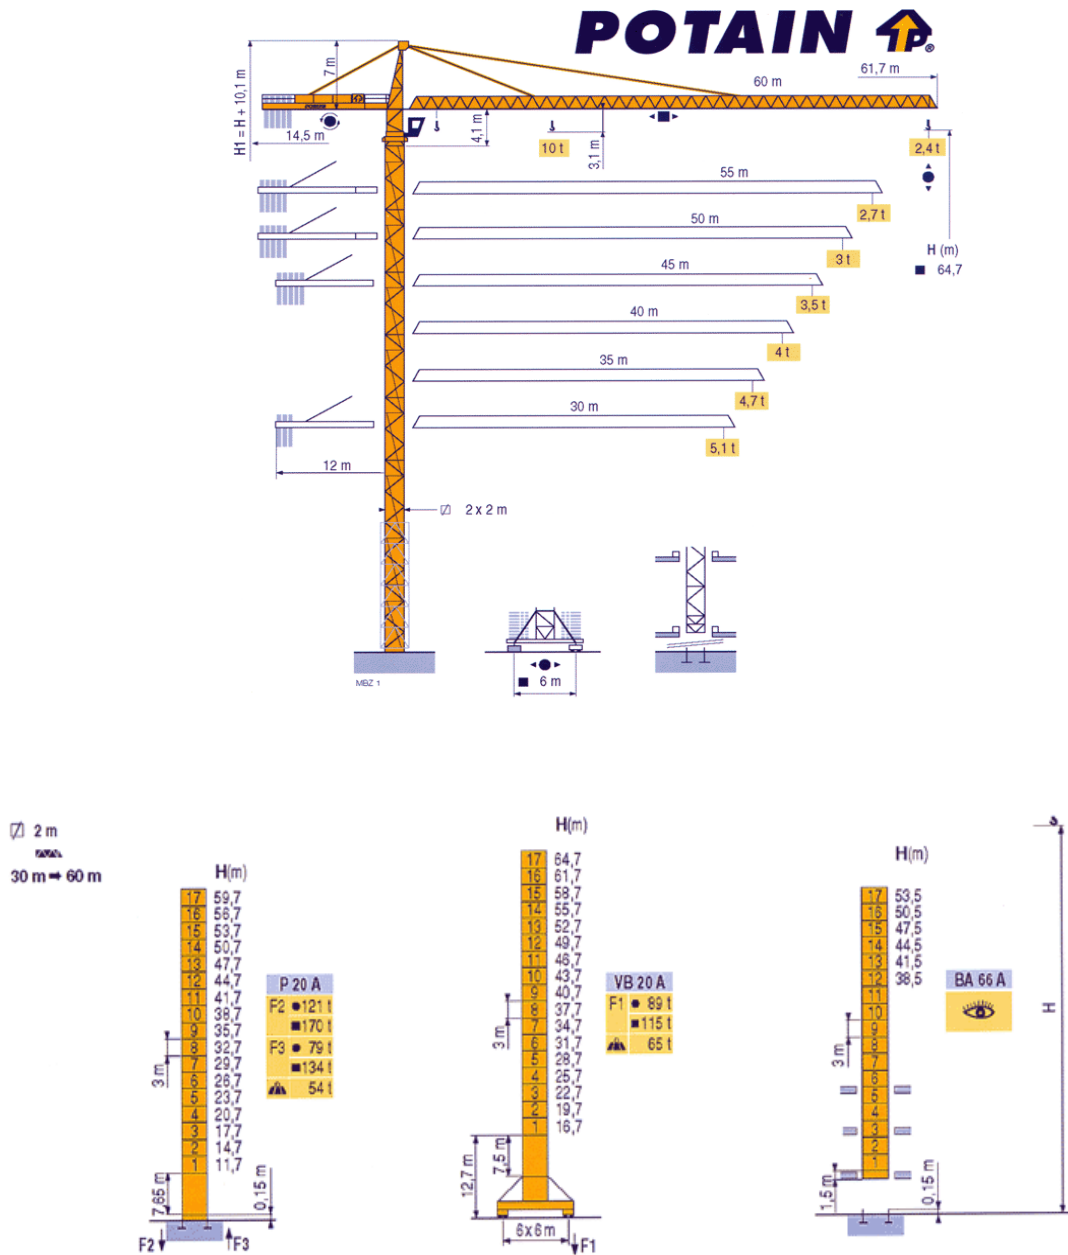 POTAIN
P®
H1 = H + 10,1 m
7 m
61,7 m
60 m
POTAIN
14,5 m
4,1 m
10 t
3,1 m
2,4 t
55 m
2,7 t
50 m
3 t
H (m)
64,7
45 m
3,5 t
40 m
4 t
35 m
4,7 t
30 m
5,1 t
12 m
2 x 2 m
6 m
MBZ 1
2 m
30 m 60 m
H(m)
17 59,7
16 56,7
15 53,7
14 50,7
13 47,7
12 44,7
11 41,7
10 38,7
9 35,7
8 32,7
7 29,7
6 26,7
5 23,7
4 20,7
3 17,7
2 14,7
1 11,7
3 m
7,65 m
0,15 m
F2
F3
P 20 A
F2 121 t
170 t
F3 79 t
134 t
54 t
H(m)
17 64,7
16 61,7
15 58,7
14 55,7
13 52,7
12 49,7
11 46,7
10 43,7
9 40,7
8 37,7
7 34,7
6 31,7
5 28,7
4 25,7
3 22,7
2 19,7
1 16,7
3 m
12,7 m
7,5 m
6x6m
F1
VB 20 A
F1 89 t
115 t
65 t
H(m)
17 53,5
16 50,5
15 47,5
14 44,5
13 41,5
12 38,5
11
10
9
8
7
6
5
4
3
2
1
3 m
1,5 m
0,15 m
BA 66 A
H